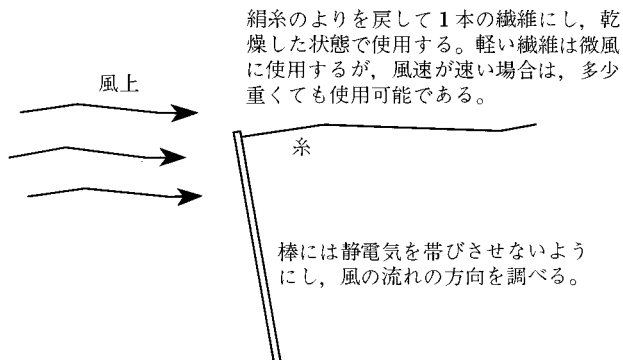 絹糸のよりを戻して1本の繊維にし，乾
燥した状態で使用する。軽い繊維は微風
に使用するが，風速が速い場合は，多少
重くても使用可能である。
風上
糸
棒には静電気を帯びさせないよう
にし，風の流れの方向を調べる。